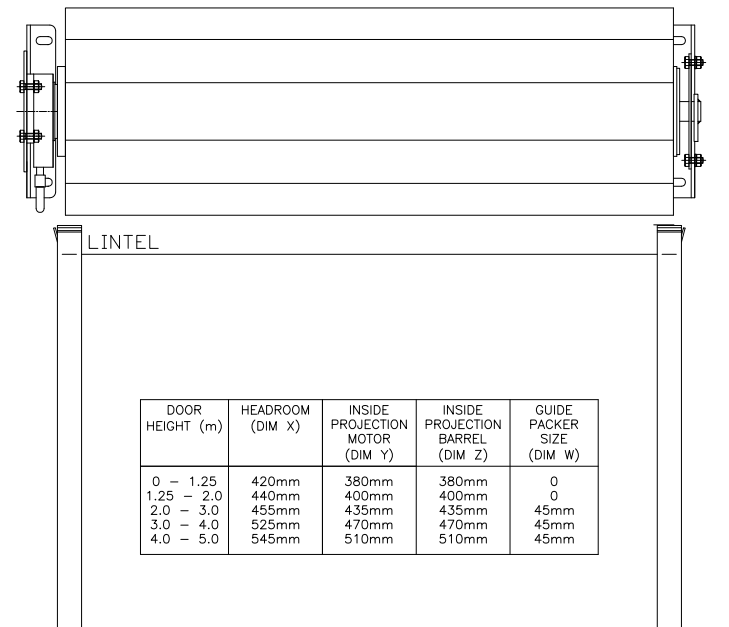 LINTEL
DOOR HEIGHT (m)
HEADROOM (DIM X)
INSIDE PROJECTION MOTOR (DIM Y)
INSIDE PROJECTION BARREL (DIM Z)
GUIDE PACKER SIZE (DIM W)
0 - 1.25 420mm 380mm 380mm 0
1.25 - 2.0 440mm 400mm 400mm 0
2.0 - 3.0 455mm 435mm 435mm 45mm
3.0 - 4.0 525mm 470mm 470mm 45mm
4.0 - 5.0 545mm 510mm 510mm 45mm